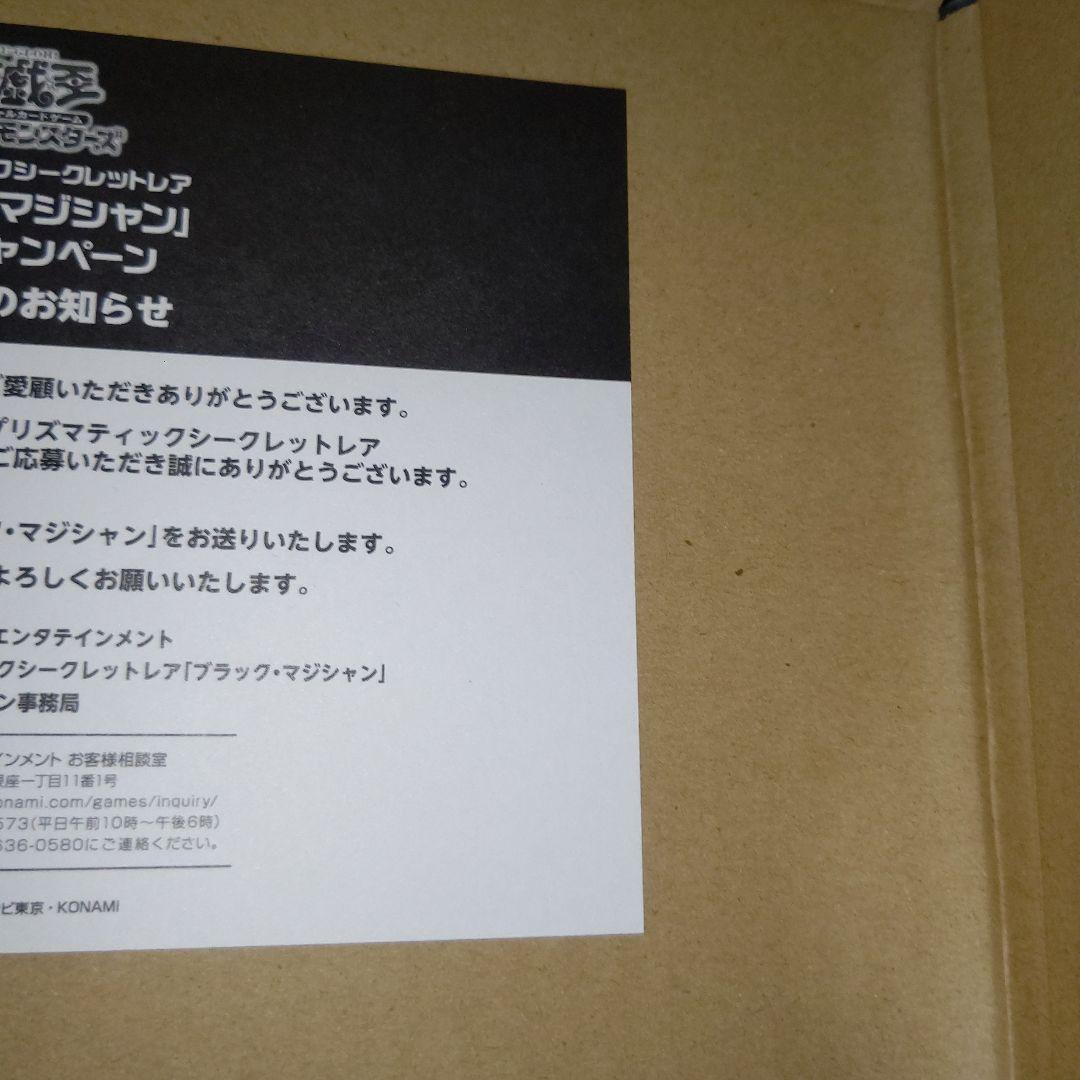 戯王
ャルカードゲーム
モンスターズ
クシークレットレア
マジシャン」
ャンペーン
のお知らせ
ご愛顧いただきありがとうございます。
プリズマティックシークレットレア
ご応募いただき誠にありがとうございます。
・マジシャン」をお送りいたします。
よろしくお願いいたします。
エンタテインメント
クシークレットレア「ブラック・マジシャン」
ン事務局
インメント お客様相談室
銀座一丁目11番1号
onami.com/games/inquiry/
573(平日午前10時～午後6時)
636-0580にご連絡ください。
ビ東京・KONAMI